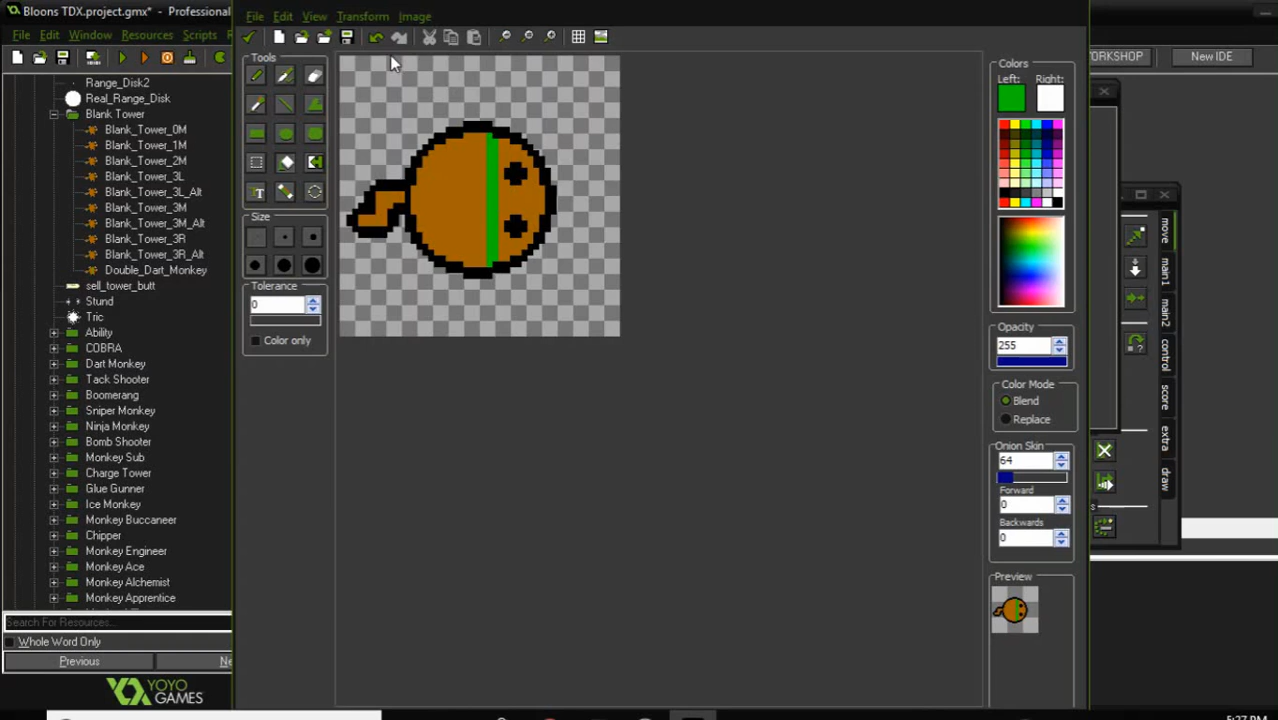 Bloons TDX.project.gmx*
File Edit View Transform Image
File Edit Window Resources Scripts
WORKSHOP
New IDE
Tools
Size
Tolerance
0
Color only
Colors
Left:
Right:
Opacity
255
Color Mode
Blend
Replace
Onion Skin
64
Forward
0
Backwards
0
Preview
move
main1
main2
control
score
extra
draw
Range_Disk2
Real_Range_Disk
Blank Tower
Blank_Tower_0M
Blank_Tower_1M
Blank_Tower_2M
Blank_Tower_3L
Blank_Tower_3L_Alt
Blank_Tower_3M
Blank_Tower_3M_Alt
Blank_Tower_3R
Blank_Tower_3R_Alt
Double_Dart_Monkey
sell_tower_butt
Stund
Tric
Ability
COBRA
Dart Monkey
Tack Shooter
Boomerang
Sniper Monkey
Ninja Monkey
Bomb Shooter
Monkey Sub
Charge Tower
Glue Gunner
Ice Monkey
Monkey Buccaneer
Chipper
Monkey Engineer
Monkey Ace
Monkey Alchemist
Monkey Apprentice
Search For Resources...
Whole Word Only
Previous
Ne
YOYO
GAMES
5:27 PM